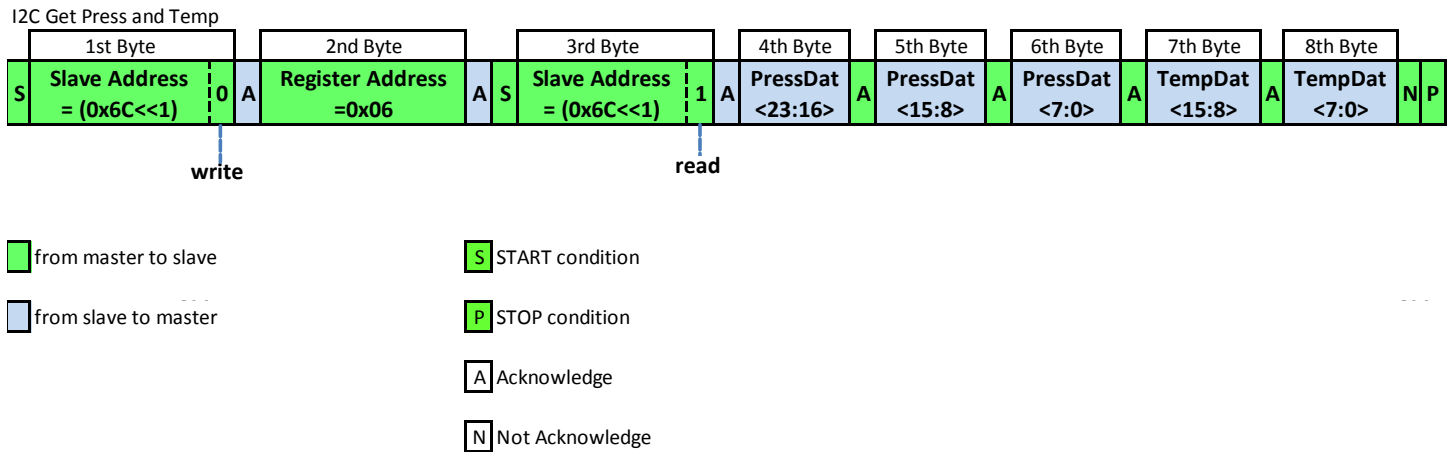 I2C Get Press and Temp
1st Byte 2nd Byte 3rd Byte 4th Byte 5th Byte 6th Byte 7th Byte 8th Byte
S Slave Address 0 A Register Address A S Slave Address 1 A PressDat A PressDat A PressDat A TempDat A TempDat N P
= (0x6C<<1) =0x06 = (0x6C<<1) <23:16> <15:8> <7:0> <15:8> <7:0>
write read
from master to slave S START condition
from slave to master P STOP condition
A Acknowledge
N Not Acknowledge